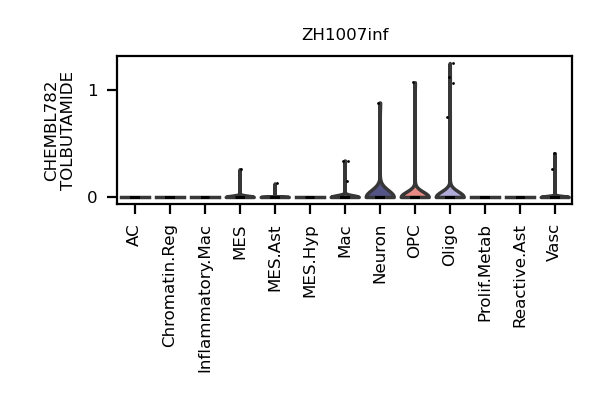 ZH1007inf
CHEMBL782
TOLBUTAMIDE
1
0
AC
Chromatin.Reg
Inflammatory.Mac
MES
MES.Ast
MES.Hyp
Mac
Neuron
OPC
Oligo
Prolif.Metab
Reactive.Ast
Vasc